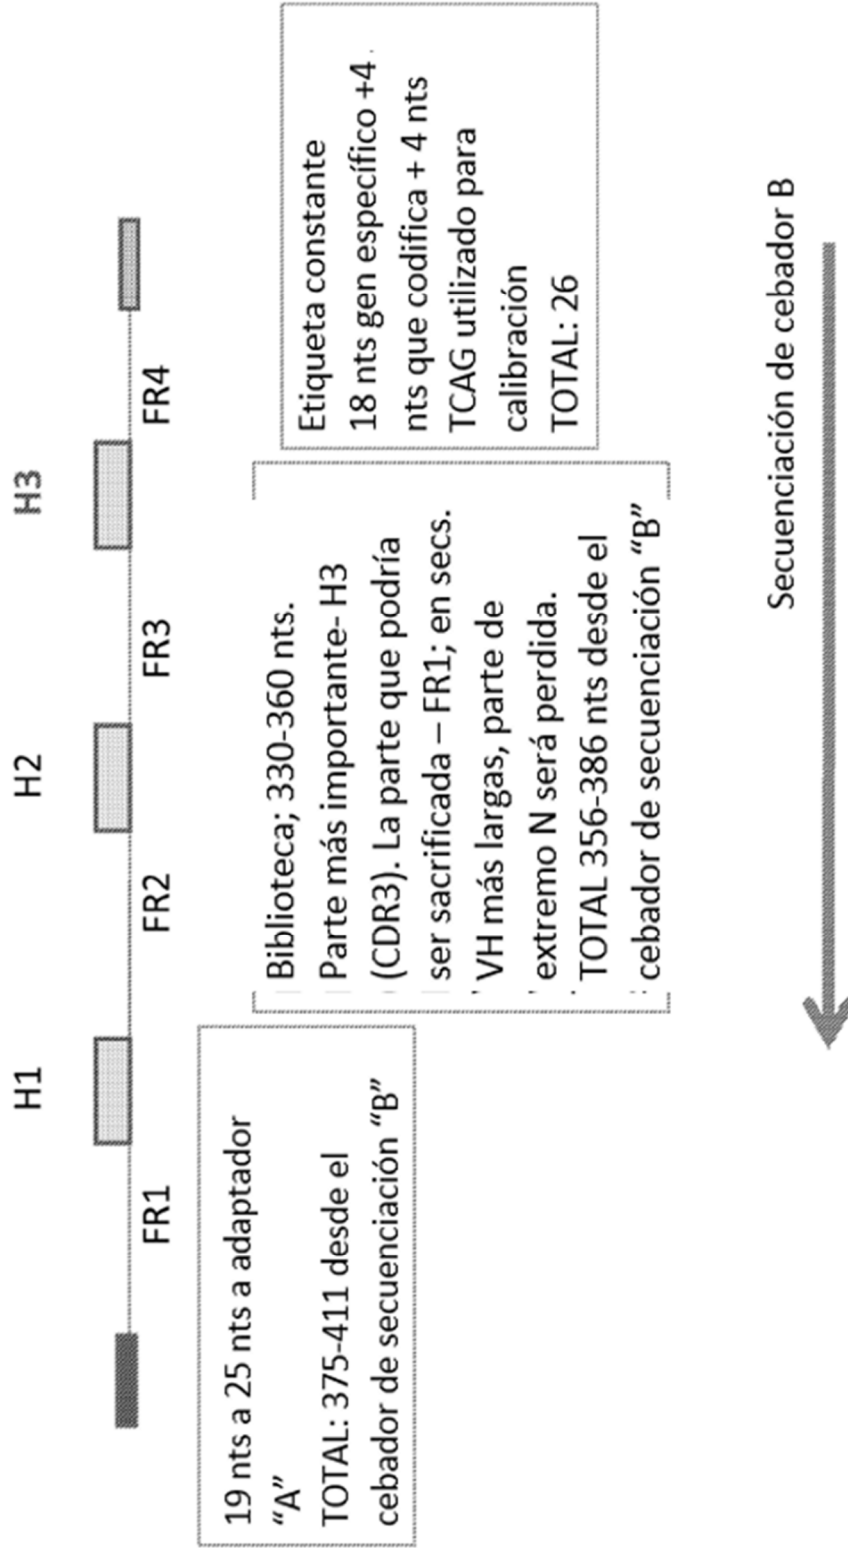 H1
H2
H3
FR1
FR2
FR3
FR4
19 nts a 25 nts a adaptador
“A”
TOTAL: 375-411 desde el
cebador de secuenciación “B”
Biblioteca; 330-360 nts.
Parte más importante- H3
(CDR3). La parte que podría
ser sacrificada – FR1; en secs.
VH más largas, parte de
extremo N será perdida.
TOTAL 356-386 nts desde el
cebador de secuenciación “B”
Etiqueta constante
18 nts gen específico +4
nts que codifica + 4 nts
TCAG utilizado para
calibración
TOTAL: 26
Secuenciación de cebador B